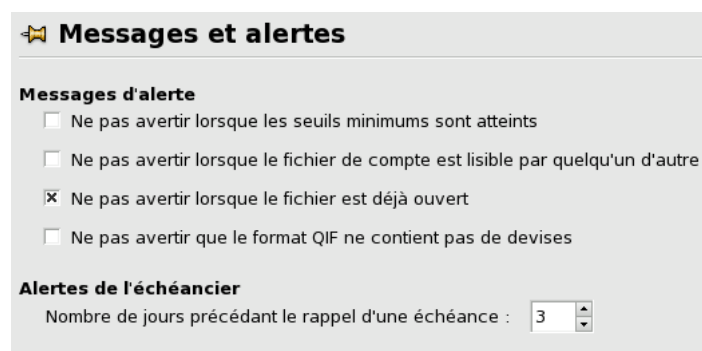 Messages et alertes
Messages d'alerte
Ne pas avertir lorsque les seuils minimums sont atteints
Ne pas avertir lorsque le fichier de compte est lisible par quelqu'un d'autre
Ne pas avertir lorsque le fichier est déjà ouvert
Ne pas avertir que le format QIF ne contient pas de devises
Alertes de l'échéancier
Nombre de jours précédant le rappel d'une échéance : 3